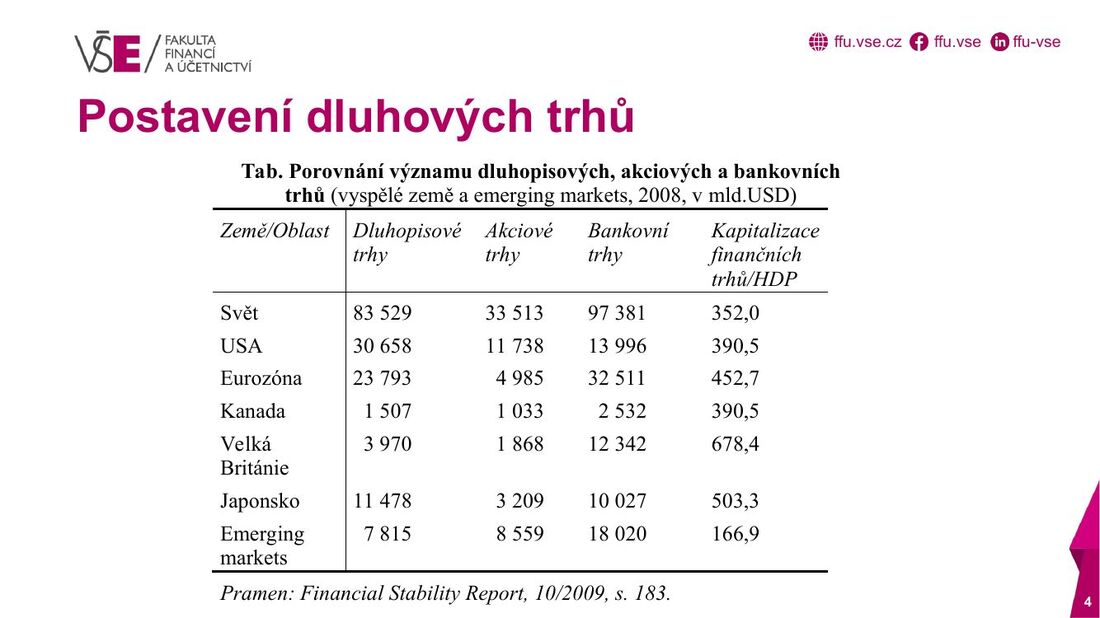 VŠE FAKULTA
FINANCÍ
A ÚČETNICTVÍ
ffu.vse.cz ffu.vse ffu-vse
Postavení dluhových trhů
Tab. Porovnání významu dluhopisových, akciových a bankovních
trhů (vyspělé země a emerging markets, 2008, v mld.USD)
Země/Oblast Dluhopisové trhy Akciové trhy Bankovní trhy Kapitalizace finančních trhů/HDP
Svět 83 529 33 513 97 381 352,0
USA 30 658 11 738 13 996 390,5
Eurozóna 23 793 4 985 32 511 452,7
Kanada 1 507 1 033 2 532 390,5
Velká Británie 3 970 1 868 12 342 678,4
Japonsko 11 478 3 209 10 027 503,3
Emerging markets 7 815 8 559 18 020 166,9
Pramen: Financial Stability Report, 10/2009, s. 183.
4